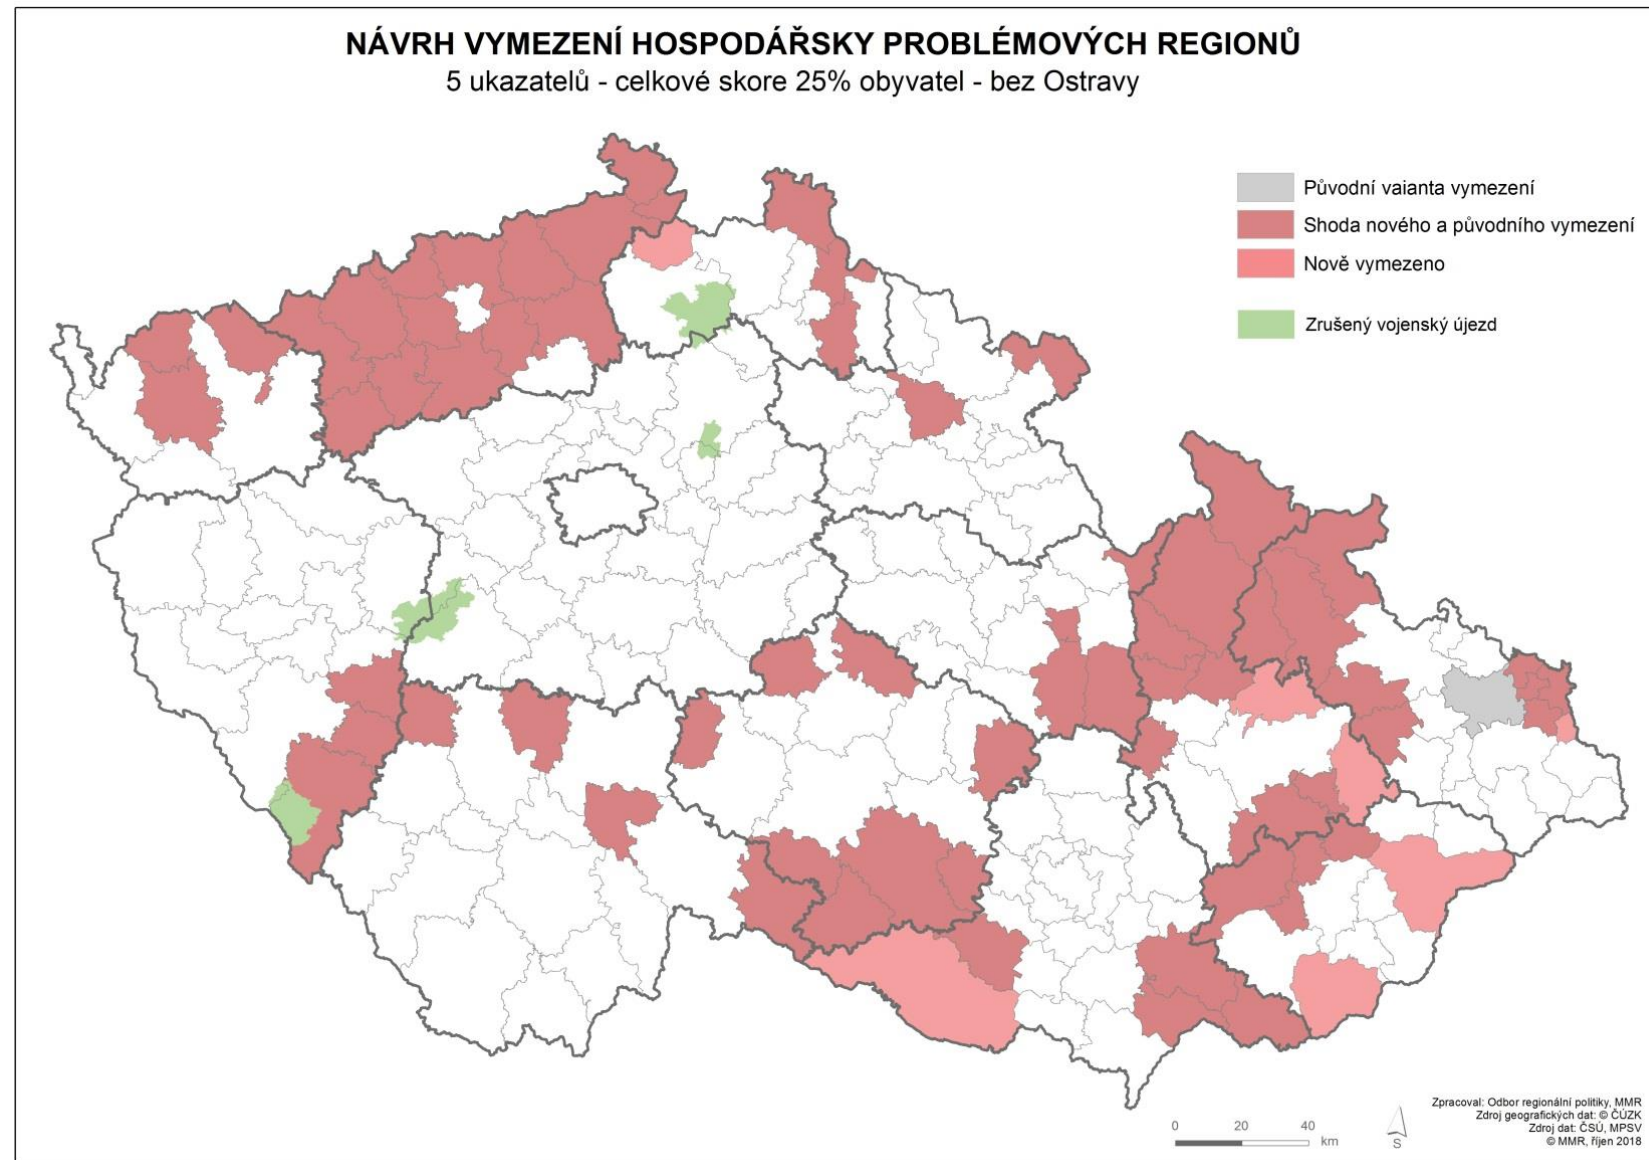 NÁVRH VYMEZENÍ HOSPODÁŘSKY PROBLÉMOVÝCH REGIONŮ
5 ukazatelů - celkové skore 25% obyvatel - bez Ostravy
Původní vaianta vymezení
Shoda nového a původního vymezení
Nově vymezeno
Zrušený vojenský újezd
Zpracoval: Odbor regionální politiky, MMR
Zdroj geografických dat: © ČÚZK
Zdroj dat: ČSÚ, MPSV
© MMR, říjen 2018
0 20 40
km
S